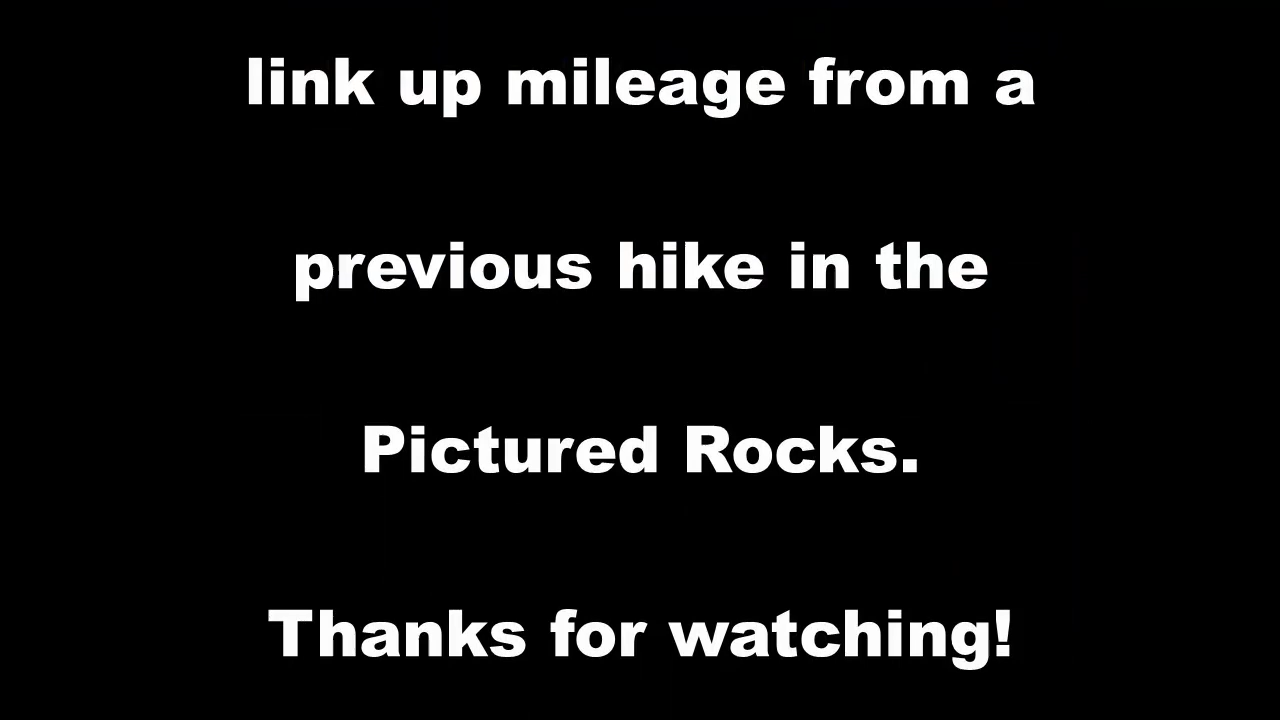 link up mileage from a
previous hike in the
Pictured Rocks.
Thanks for watching!